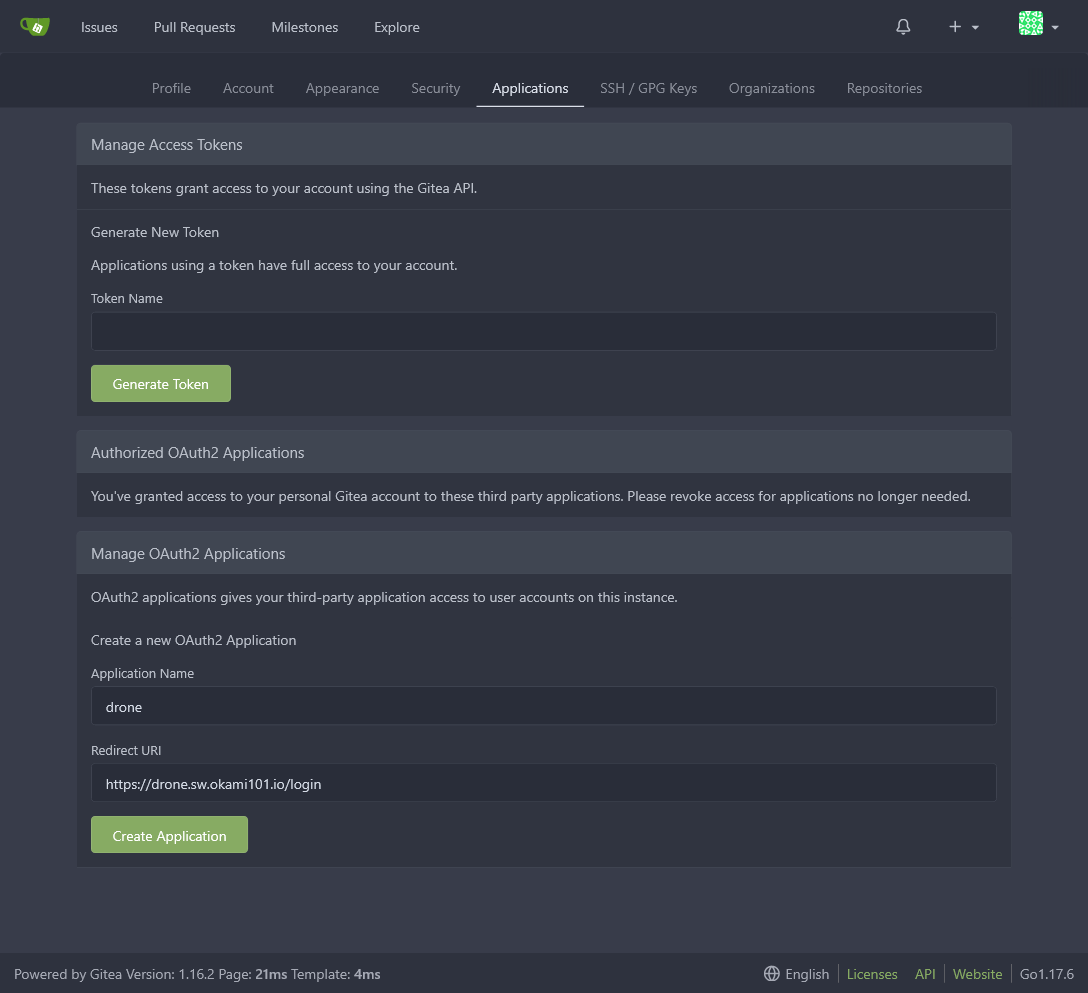 Issues Pull Requests Milestones Explore
Profile Account Appearance Security Applications SSH / GPG Keys Organizations Repositories
Manage Access Tokens
These tokens grant access to your account using the Gitea API.
Generate New Token
Applications using a token have full access to your account.
Token Name
Generate Token
Authorized OAuth2 Applications
You've granted access to your personal Gitea account to these third party applications. Please revoke access for applications no longer needed.
Manage OAuth2 Applications
OAuth2 applications gives your third-party application access to user accounts on this instance.
Create a new OAuth2 Application
Application Name
drone
Redirect URI
https://drone.sw.okami101.io/login
Create Application
Powered by Gitea Version: 1.16.2 Page: 21ms Template: 4ms English Licenses API Website Go1.17.6